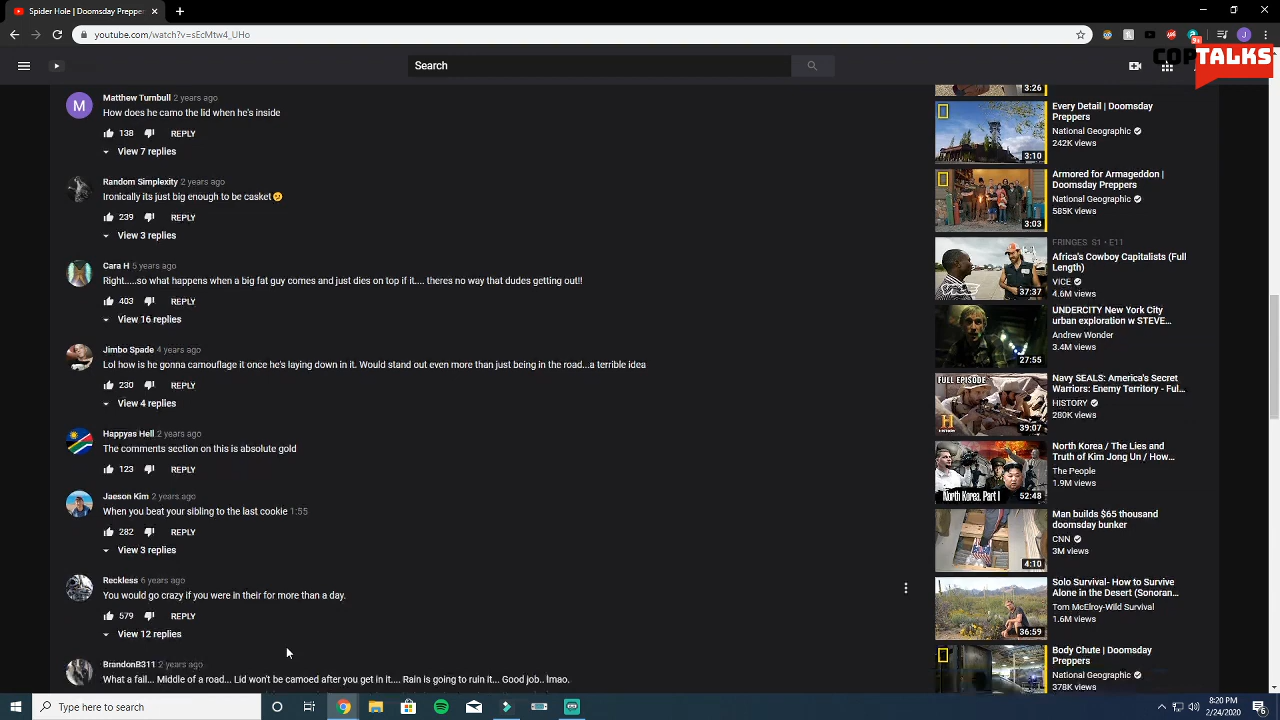 Spider Hole | Doomsday Prepper
youtube.com/watch?v=sEcMtw4_UHo
J
9+
COPTALKS
Search
M
Matthew Turnbull 2 years ago
How does he camo the lid when he's inside
138 REPLY
View 7 replies
Random Simplexity 2 years ago
Ironically its just big enough to be casket😕
239 REPLY
View 3 replies
Cara H 5 years ago
Right.....so what happens when a big fat guy comes and just dies on top if it.... theres no way that dudes getting out!!
403 REPLY
View 16 replies
Jimbo Spade 4 years ago
Lol how is he gonna camouflage it once he's laying down in it. Would stand out even more than just being in the road...a terrible idea
230 REPLY
View 4 replies
Happyas Hell 2 years ago
The comments section on this is absolute gold
123 REPLY
Jaeson Kim 2 years ago
When you beat your sibling to the last cookie 1:55
282 REPLY
View 3 replies
Reckless 6 years ago
You would go crazy if you were in their for more than a day.
579 REPLY
View 12 replies
BrandonB311 2 years ago
What a fail... Middle of a road... Lid won't be camoed after you get in it.... Rain is going to ruin it... Good job.. lmao.
3:26
3:10
Every Detail | Doomsday
Preppers
National Geographic
242K views
3:03
Armored for Armageddon |
Doomsday Preppers
National Geographic
585K views
37:37
FRINGES S1 • E11
Africa's Cowboy Capitalists (Full
Length)
VICE
4.6M views
27:55
UNDERCITY New York City
urban exploration w STEVE...
Andrew Wonder
3.4M views
FULL EPISODE
H
39:07
Navy SEALS: America's Secret
Warriors: Enemy Territory - Ful...
HISTORY
280K views
North Korea. Part I
52:48
North Korea / The Lies and
Truth of Kim Jong Un / How...
The People
1.9M views
4:10
Man builds $65 thousand
doomsday bunker
CNN
3M views
36:59
Solo Survival- How to Survive
Alone in the Desert (Sonoran...
Tom McElroy-Wild Survival
1.6M views
Body Chute | Doomsday
Preppers
National Geographic
378K views
Type here to search
8:20 PM
2/24/2020
6